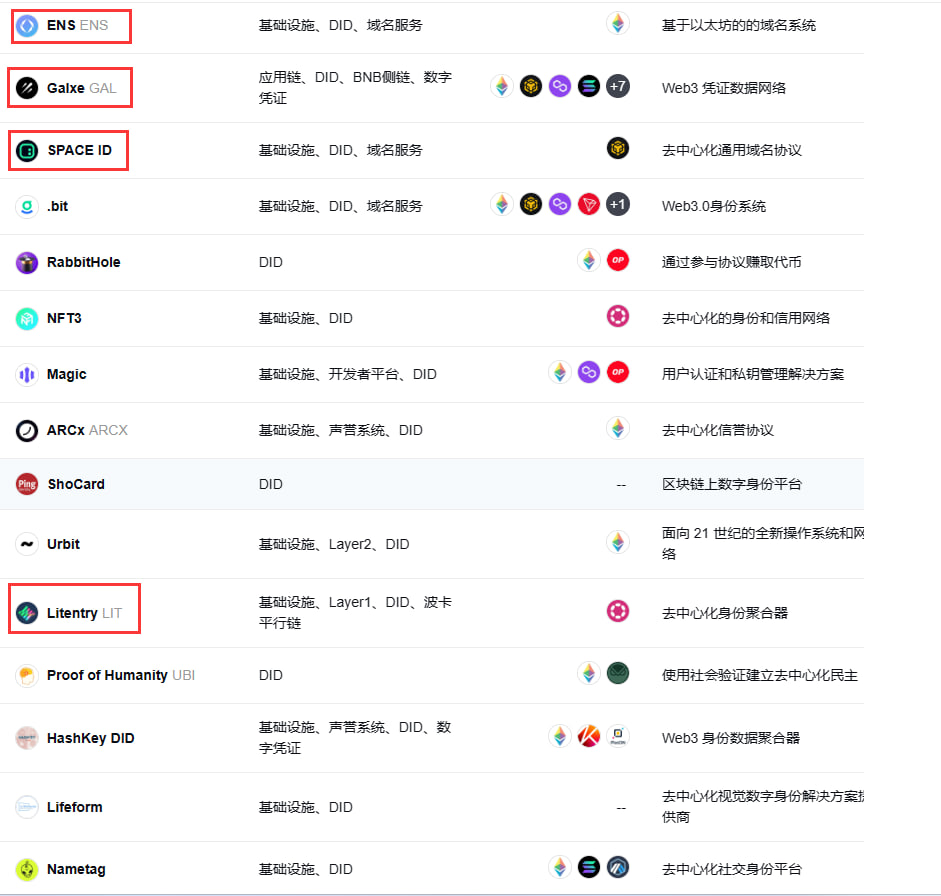 ENS ENS 基础设施、DID、域名服务 基于以太坊的的域名系统
Galxe GAL 应用链、DID、BNB侧链、数字 +7 Web3 凭证数据网络
凭证
SPACE ID 基础设施、DID、域名服务 去中心化通用域名协议
.bit 基础设施、DID、域名服务 +1 Web3.0身份系统
RabbitHole DID OP 通过参与协议赚取代币
NFT3 基础设施、DID 去中心化的身份和信用网络
Magic 基础设施、开发者平台、DID OP 用户认证和私钥管理解决方案
ARCx ARCX 基础设施、声誉系统、DID 去中心化信誉协议
Ping ShoCard DID -- 区块链上数字身份平台
Urbit 基础设施、Layer2、DID 面向 21 世纪的全新操作系统和网
络
Litentry LIT 基础设施、Layer1、DID、波卡 去中心化身份聚合器
平行链
Proof of Humanity UBI DID 使用社会验证建立去中心化民主
HashKey DID 基础设施、声誉系统、DID、数 Web3 身份数据聚合器
字凭证
Lifeform 基础设施、DID -- 去中心化视觉数字身份解决方案提
供商
Nametag 基础设施、DID 去中心化社交身份平台